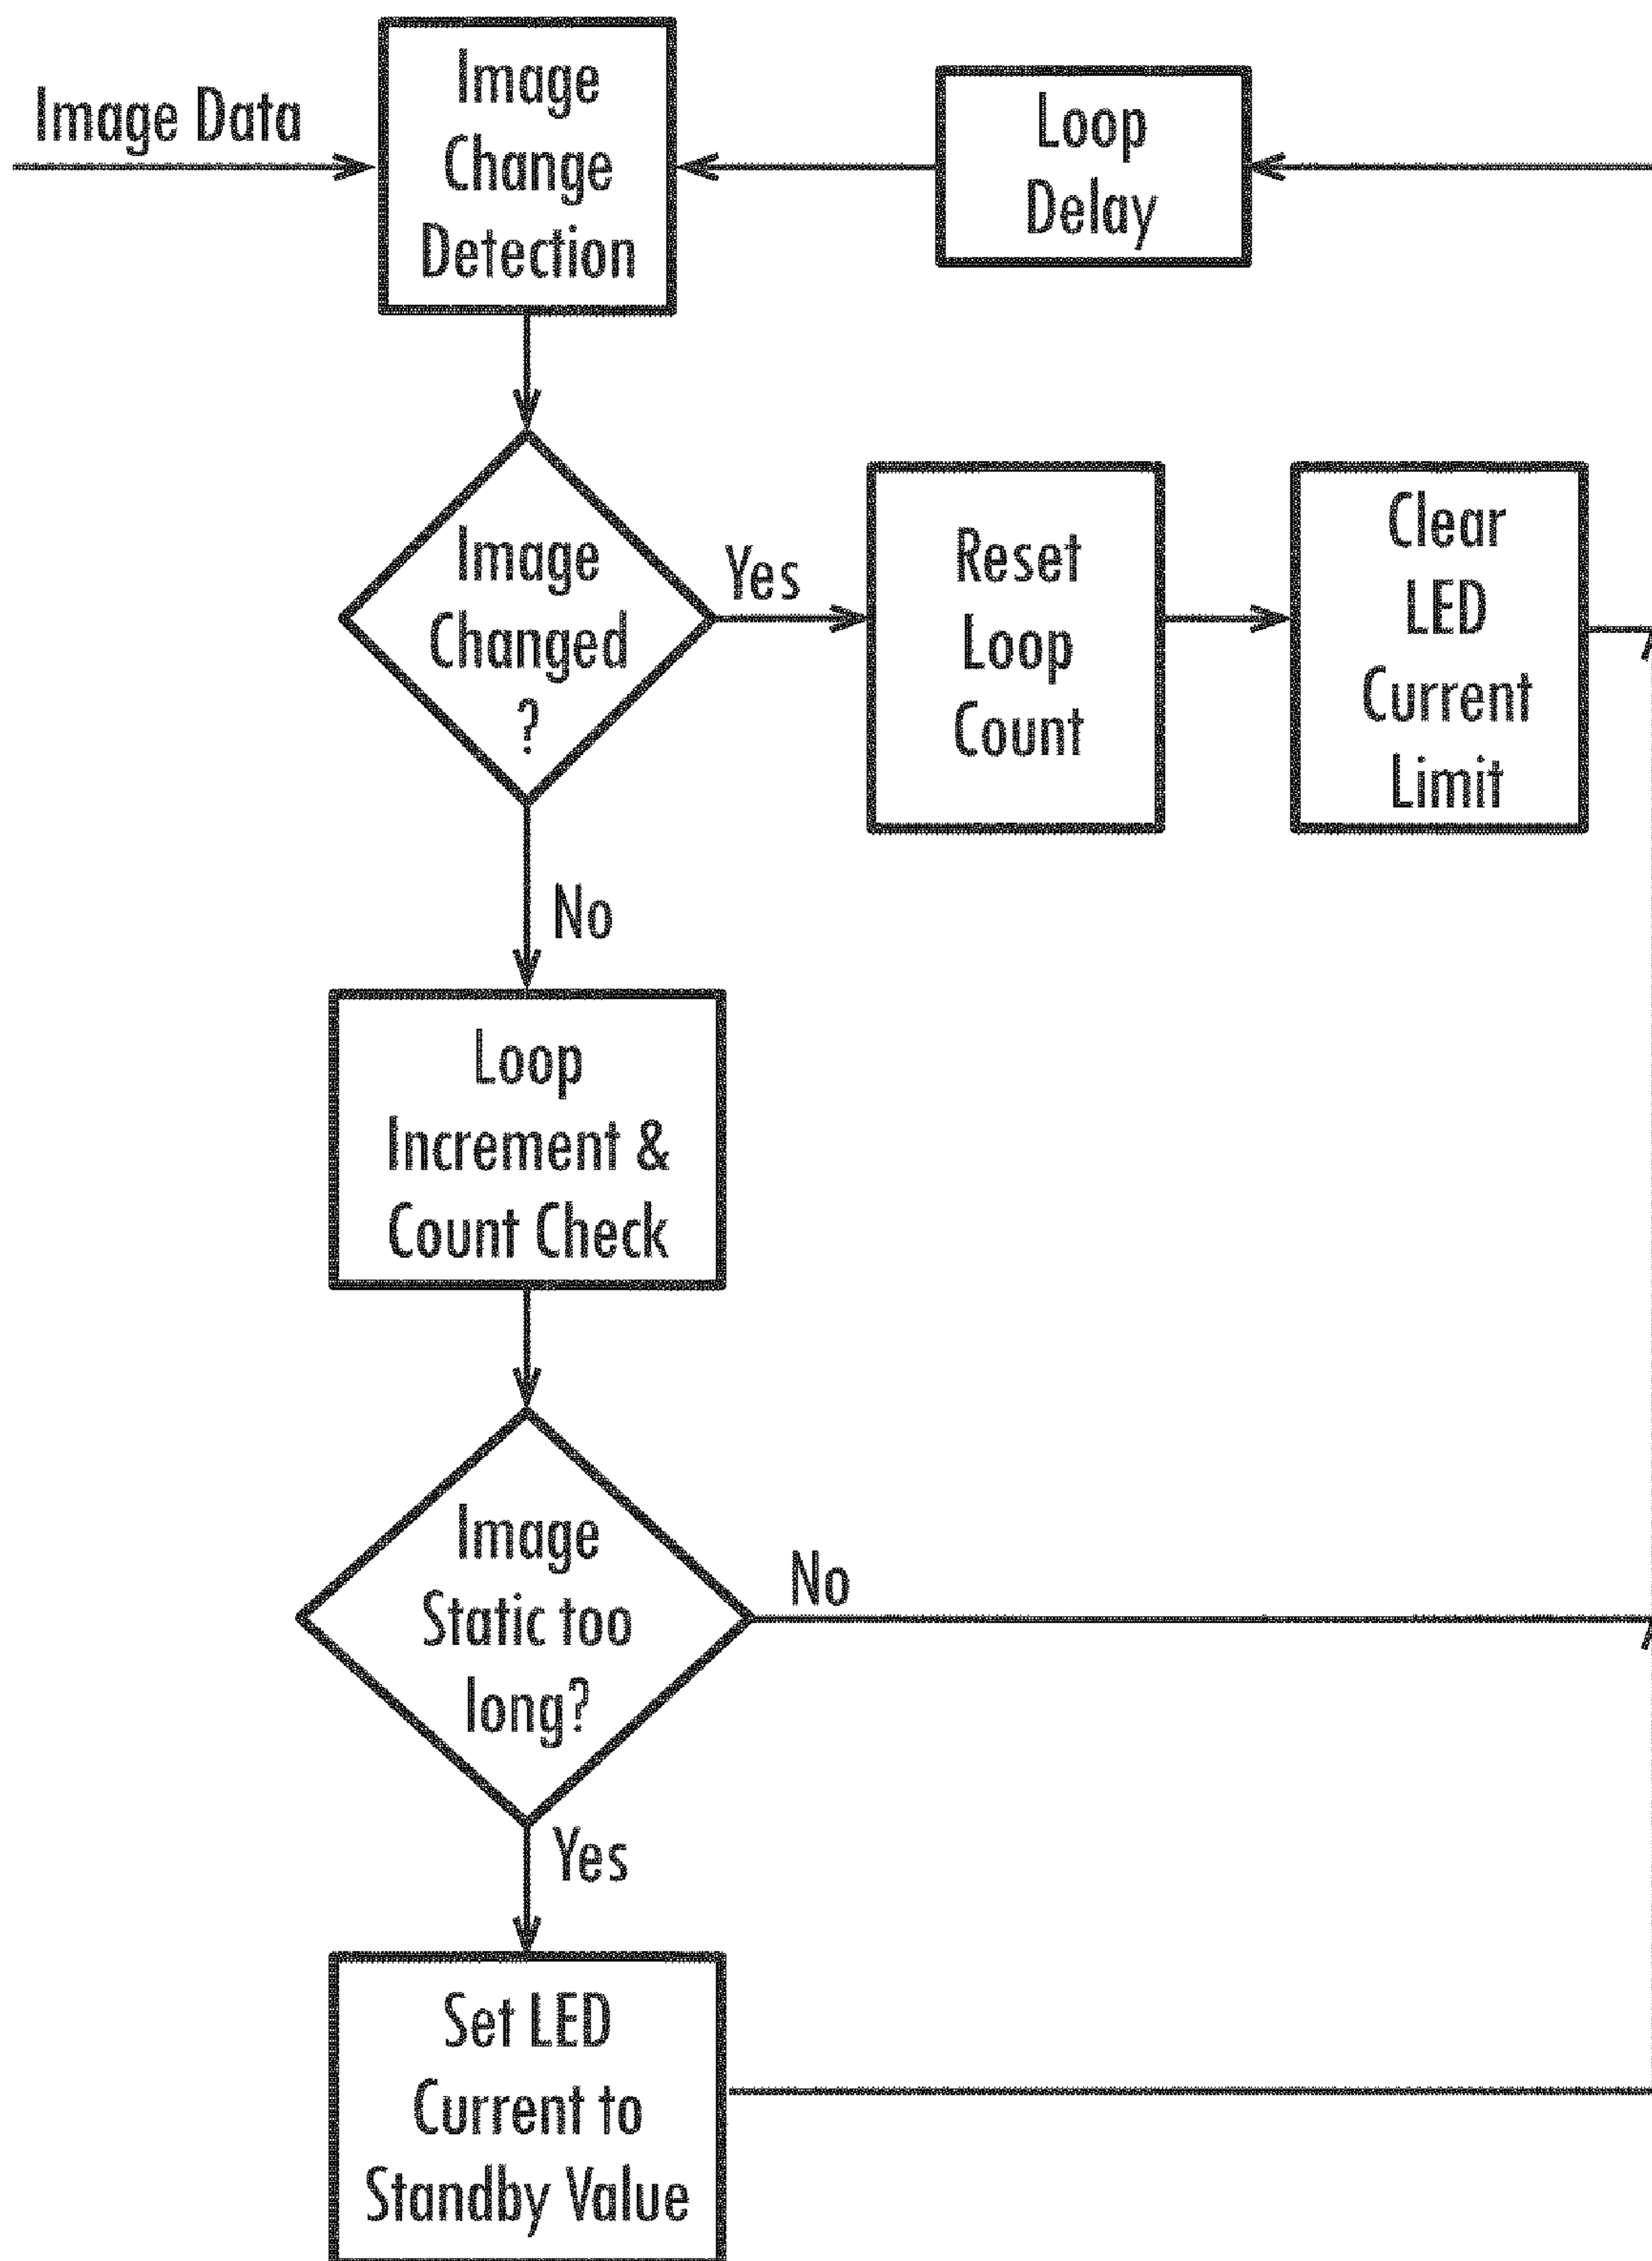 Image Data
Image
Change
Detection
Loop
Delay
Image
Changed
?
Yes
Reset
Loop
Count
Clear
LED
Current
Limit
No
Loop
Increment &
Count Check
Image
Static too
long?
No
Yes
Set LED
Current to
Standby Value